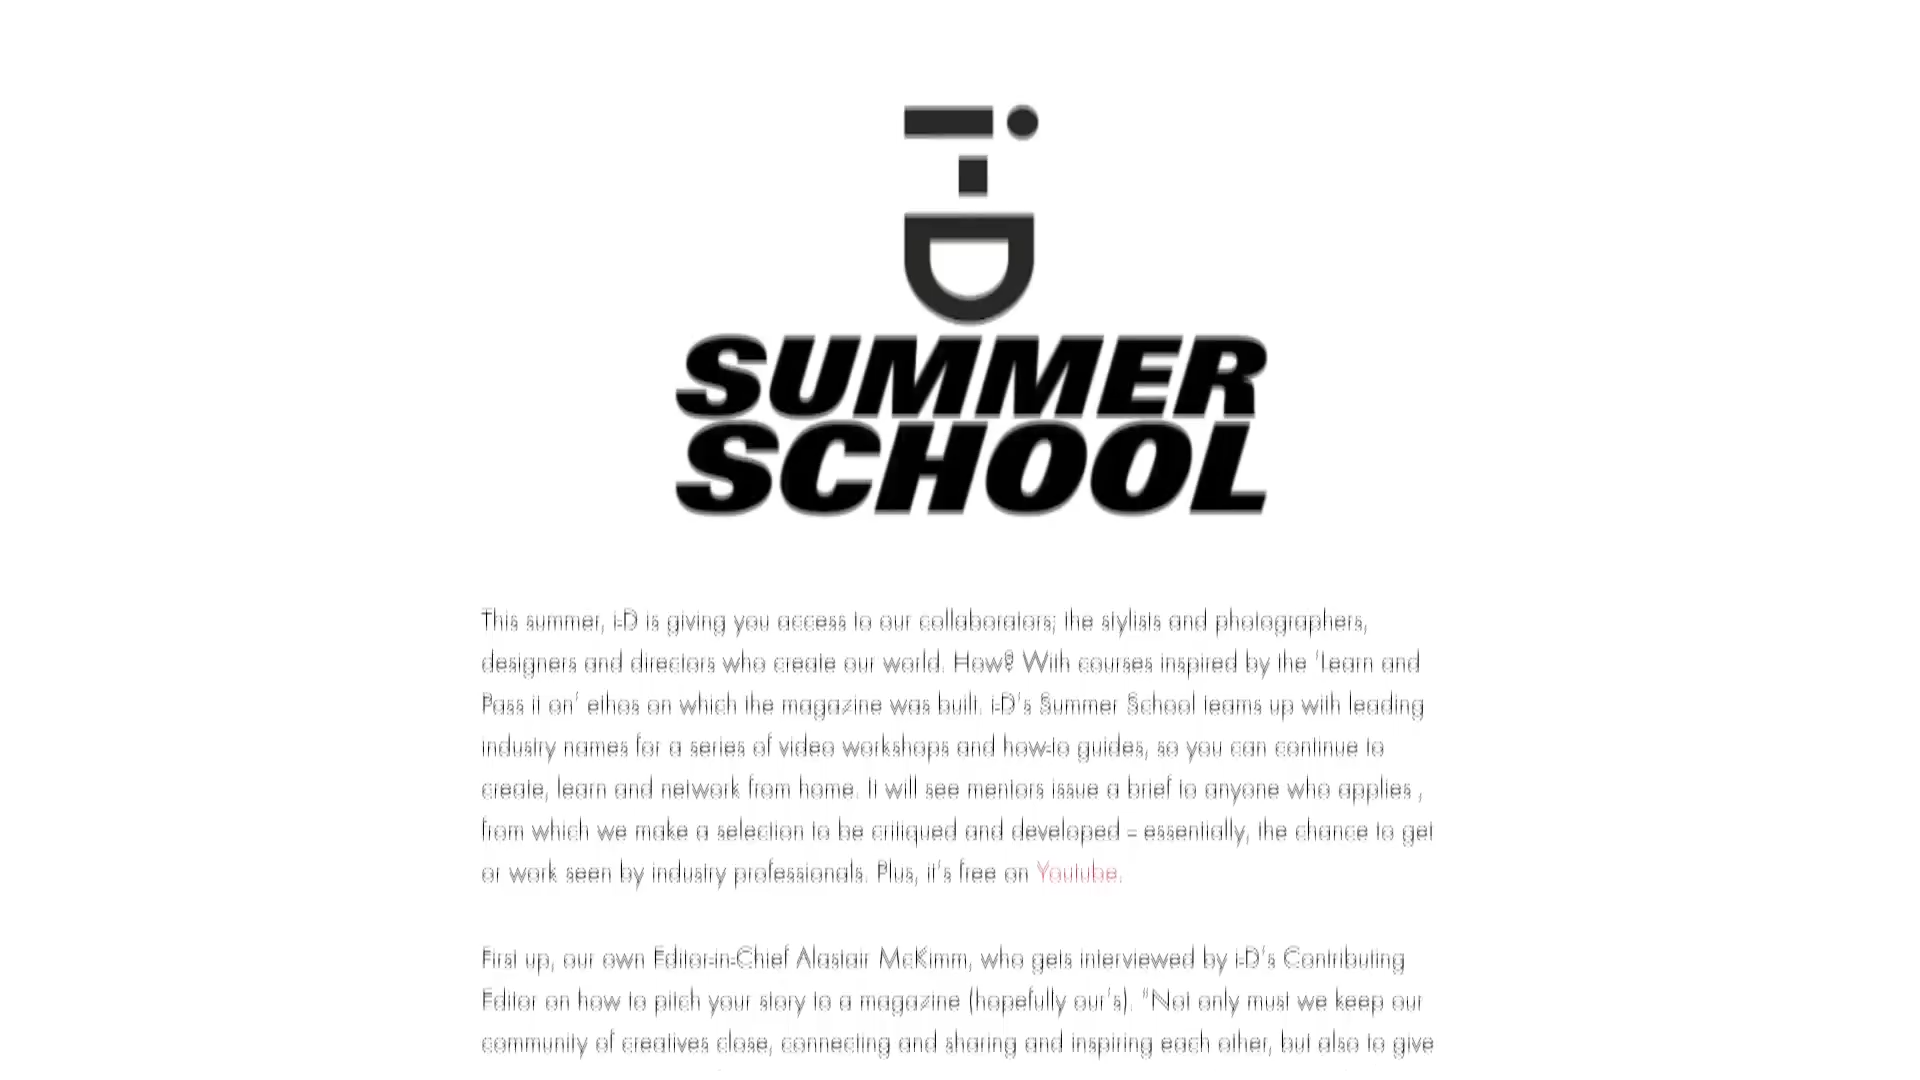 i-D
SUMMER
SCHOOL
This summer, i-D is giving you access to our collaborators; the stylists and photographers,
designers and directors who create our world. How? With courses inspired by the 'Learn and
Pass it on' ethos on which the magazine was built. i-D's Summer School teams up with leading
industry names for a series of video workshops and how-to guides, so you can continue to
create, learn and network from home. It will see mentors issue a brief to anyone who applies ,
from which we make a selection to be critiqued and developed – essentially, the chance to get
or work seen by industry professionals. Plus, it's free on Youtube.
First up, our own Editor-in-Chief Alastair McKimm, who gets interviewed by i-D's Contributing
Editor on how to pitch your story to a magazine (hopefully our's). "Not only must we keep our
community of creatives close, connecting and sharing and inspiring each other, but also to give